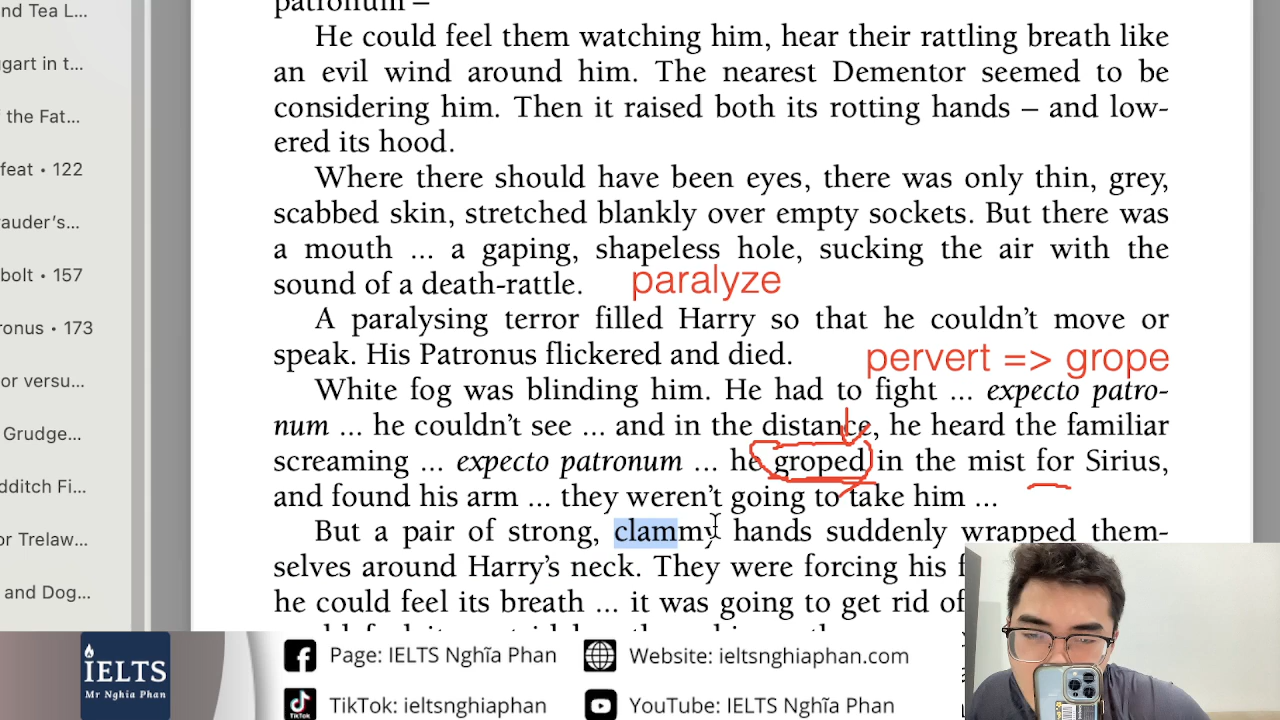 nd Tea L...
gart in t...
f the Fat...
feat • 122
auder's...
bolt • 157
ronus • 173
or versu...
Grudge...
dditch Fi...
or Trelaw...
and Dog...
patronum –
He could feel them watching him, hear their rattling breath like
an evil wind around him. The nearest Dementor seemed to be
considering him. Then it raised both its rotting hands – and low-
ered its hood.
Where there should have been eyes, there was only thin, grey,
scabbed skin, stretched blankly over empty sockets. But there was
a mouth ... a gaping, shapeless hole, sucking the air with the
sound of a death-rattle.
paralyze
A paralysing terror filled Harry so that he couldn't move or
speak. His Patronus flickered and died.
pervert => grope
White fog was blinding him. He had to fight ... expecto patro-
num ... he couldn't see ... and in the distance, he heard the familiar
screaming ... expecto patronum ... he groped in the mist for Sirius,
and found his arm ... they weren't going to take him ...
But a pair of strong, clammy hands suddenly wrapped them-
selves around Harry's neck. They were forcing his f
he could feel its breath ... it was going to get rid of
IELTS
Mr Nghia Phan
Page: IELTS Nghĩa Phan
Website: ieltsnghiaphan.com
TikTok
TikTok: ieltsnghiaphan
YouTube: IELTS Nghĩa Phan